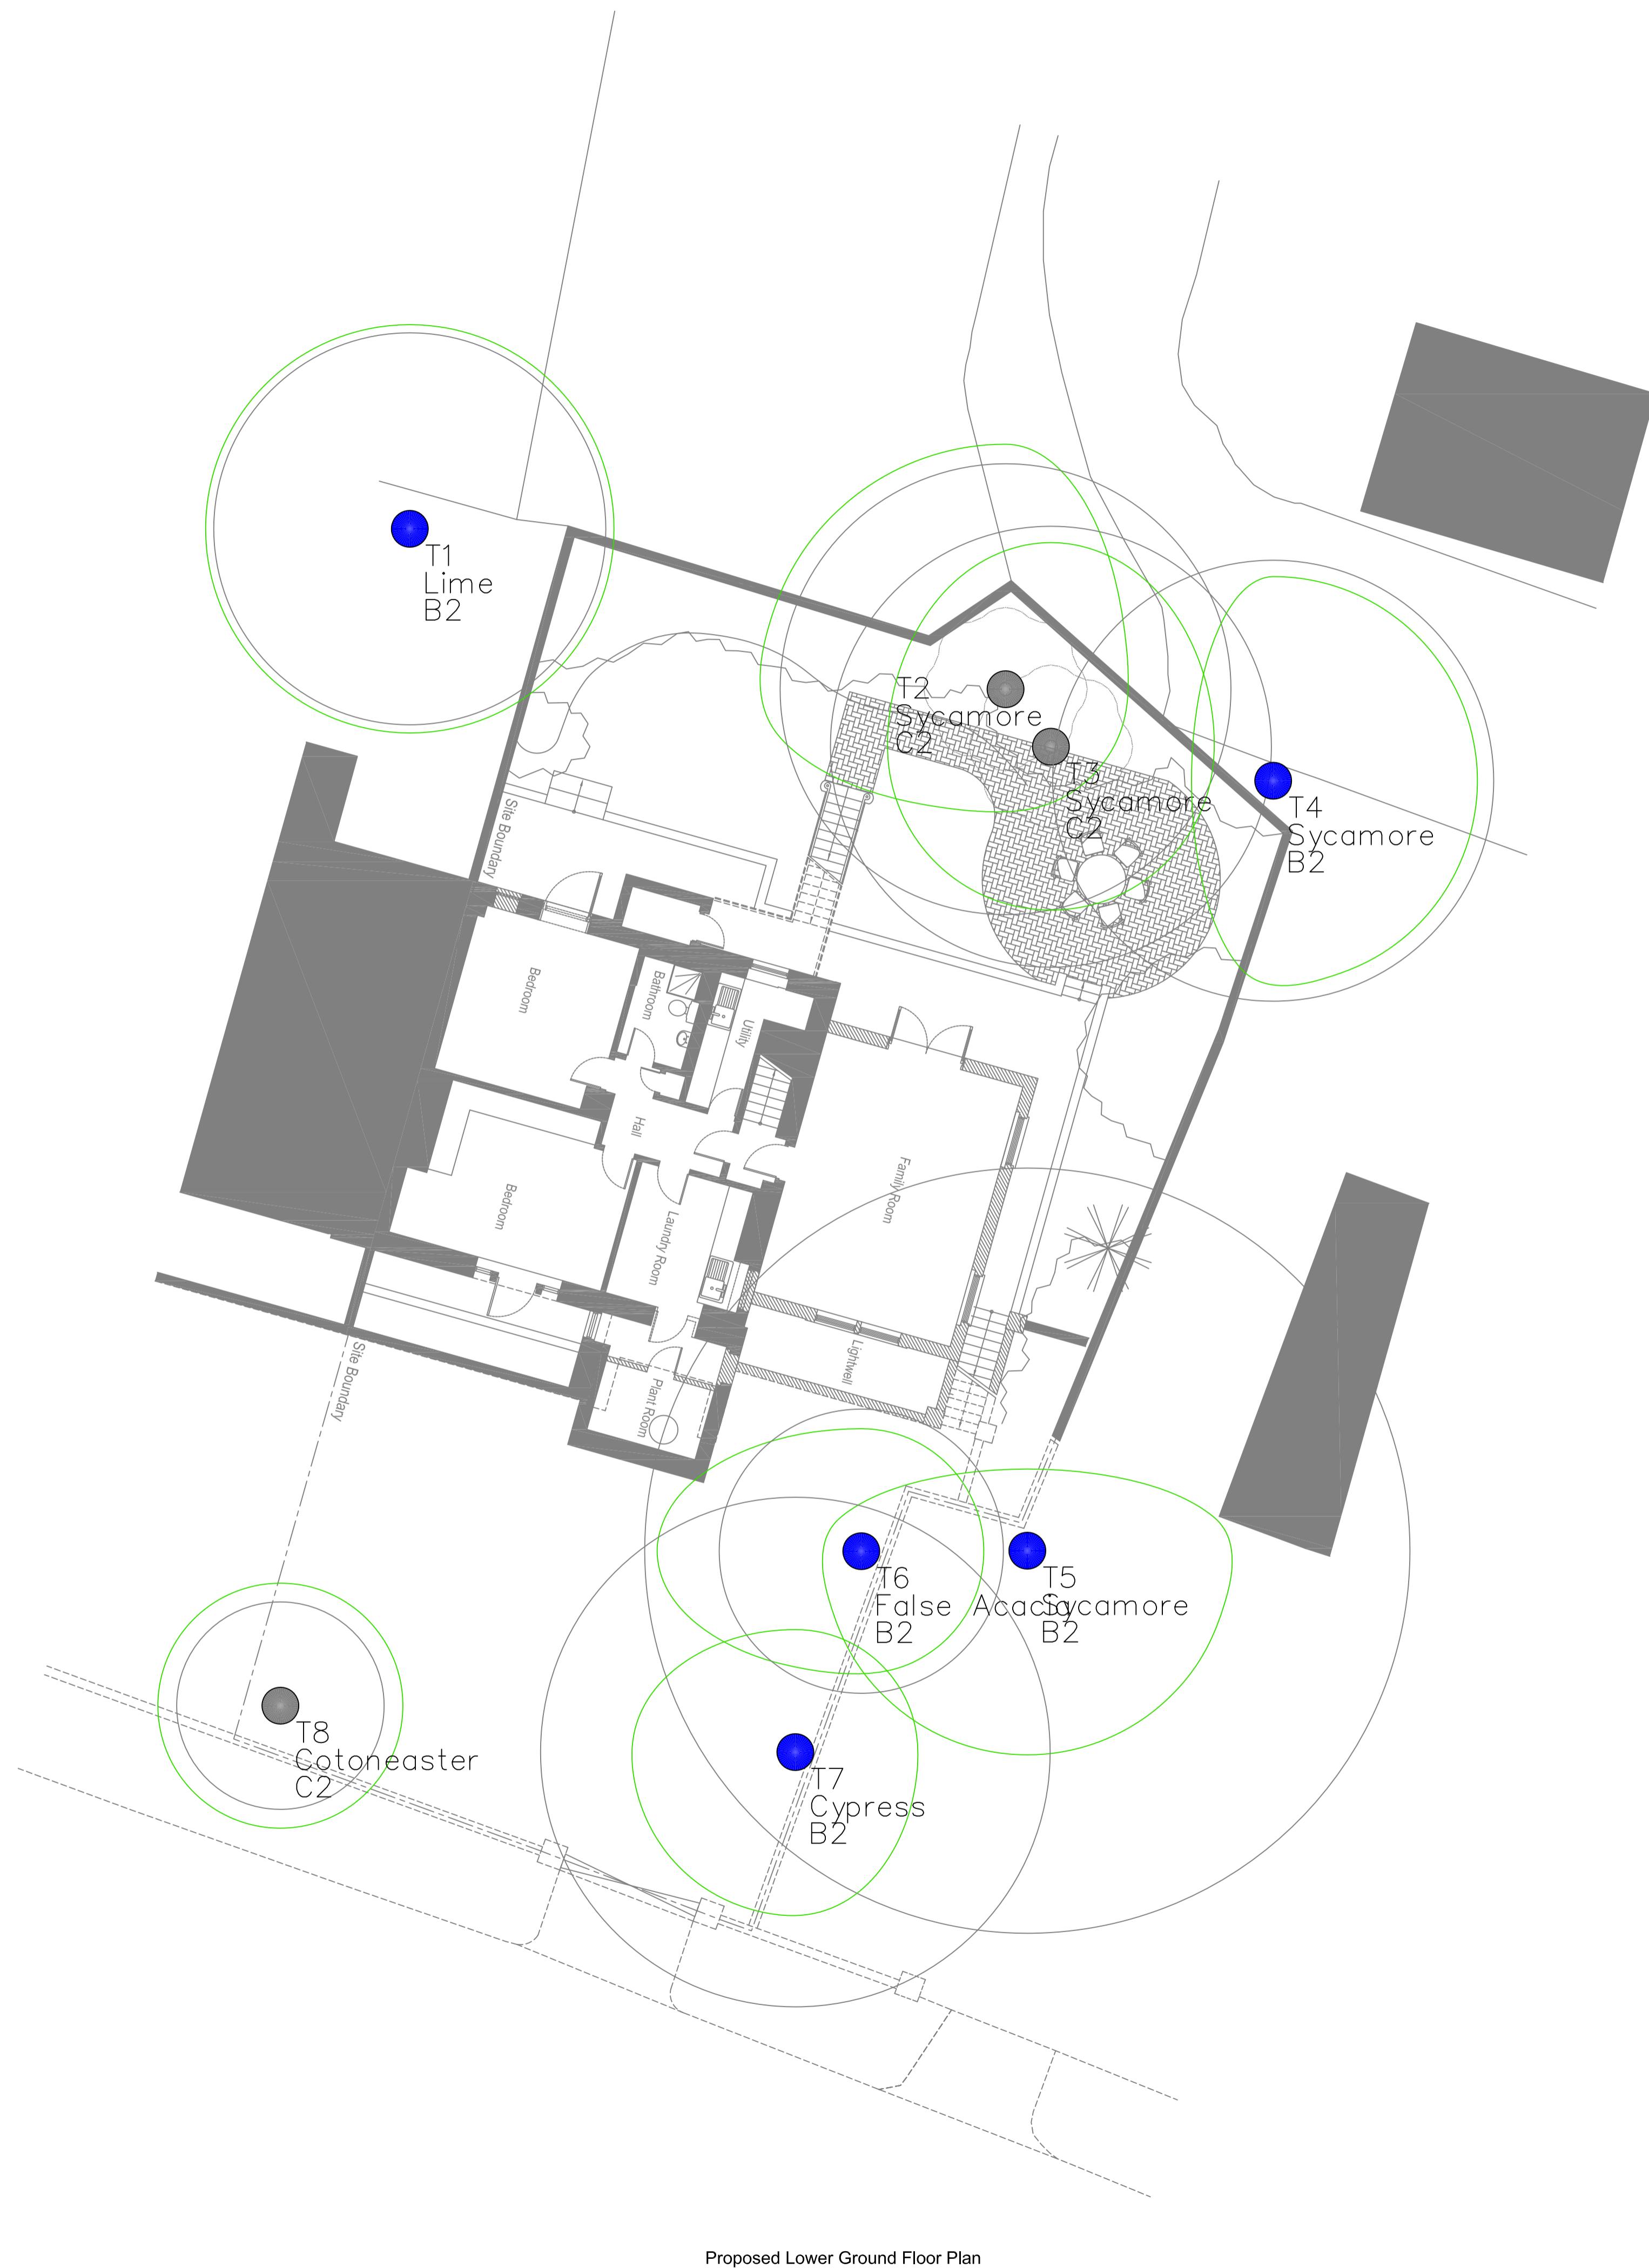 T1
Lime
B2
T2
Sycamore
C2
T3
Sycamore
C2
T4
Sycamore
B2
Site Boundary
Bedroom
Bathroom
Utility
Hall
Family Room
Bedroom
Laundry Room
Lightwell
Plant Room
Site Boundary
T6
False Acacia
B2
T5
Sycamore
B2
T8
Cotoneaster
C2
T7
Cypress
B2
Proposed Lower Ground Floor Plan